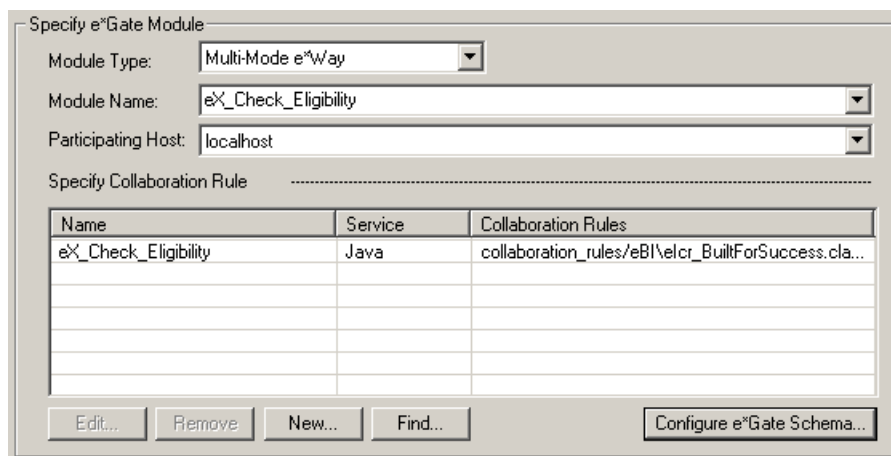 Specify e*Gate Module
Module Type: Multi-Mode e*Way
Module Name: eX_Check_Eligibility
Participating Host: localhost
Specify Collaboration Rule
Name Service Collaboration Rules
eX_Check_Eligibility Java collaboration_rules/eBI\eIcr_BuiltForSuccess.cla...
Edit... Remove New... Find... Configure e*Gate Schema...